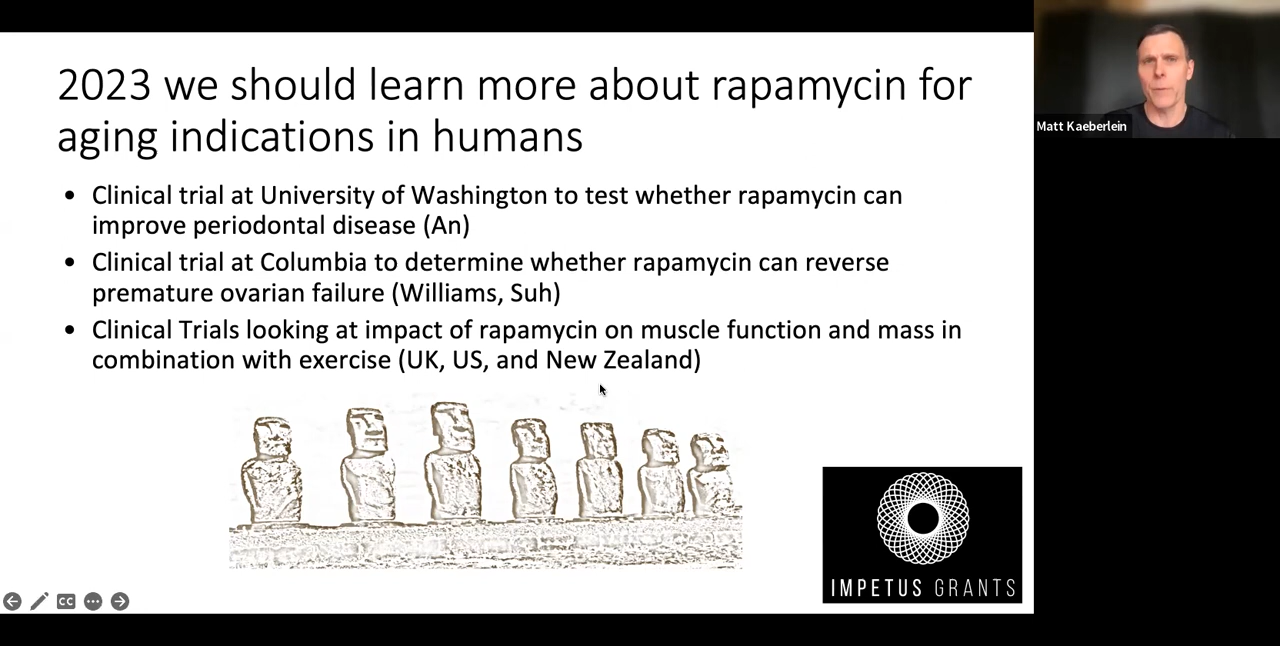 2023 we should learn more about rapamycin for
aging indications in humans
• Clinical trial at University of Washington to test whether rapamycin can
improve periodontal disease (An)
• Clinical trial at Columbia to determine whether rapamycin can reverse
premature ovarian failure (Williams, Suh)
• Clinical Trials looking at impact of rapamycin on muscle function and mass in
combination with exercise (UK, US, and New Zealand)
IMPETUS GRANTS
CC
Matt Kaeberlein